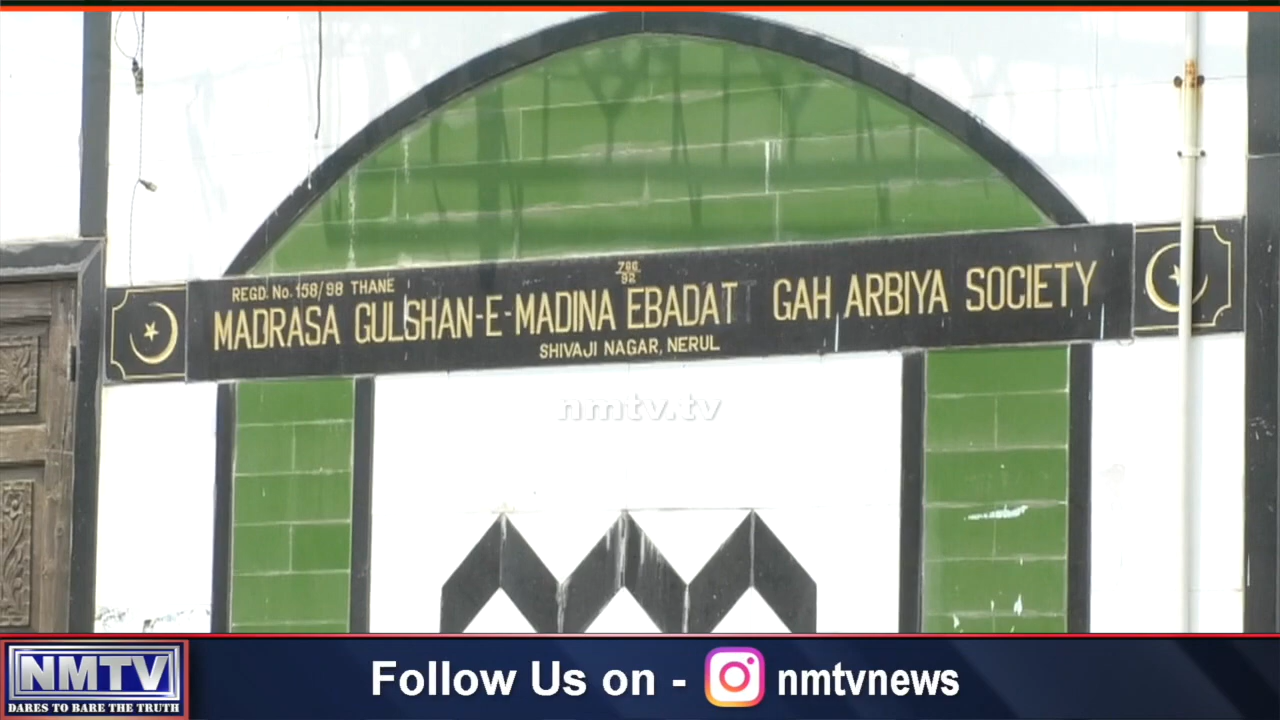 786
92
REGD. No. 158/98 THANE
MADRASA GULSHAN-E-MADINA EBADAT GAH ARBIYA SOCIETY
SHIVAJI NAGAR, NERUL
nmtv.tv
NMTV
DARES TO BARE THE TRUTH
Follow Us on - nmtvnews